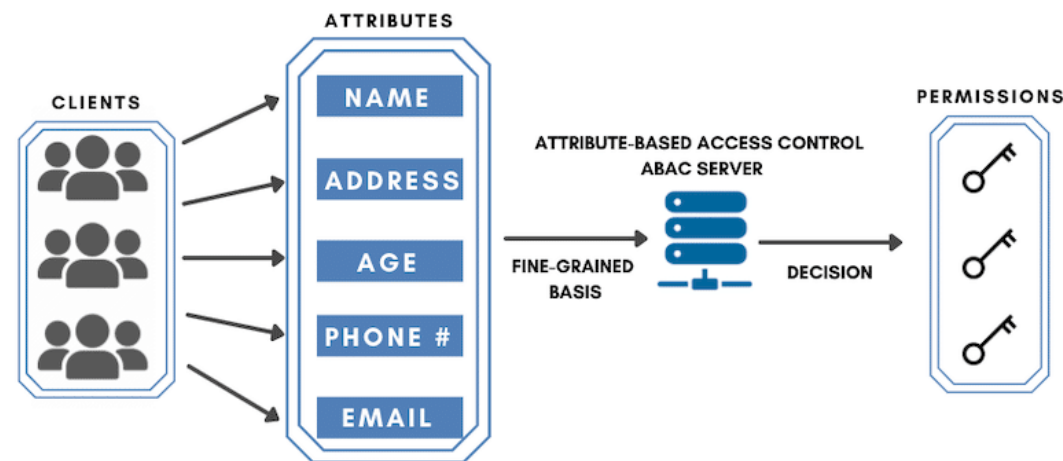 CLIENTS
ATTRIBUTES
NAME
ADDRESS
AGE
PHONE #
EMAIL
FINE-GRAINED
BASIS
ATTRIBUTE-BASED ACCESS CONTROL
ABAC SERVER
DECISION
PERMISSIONS